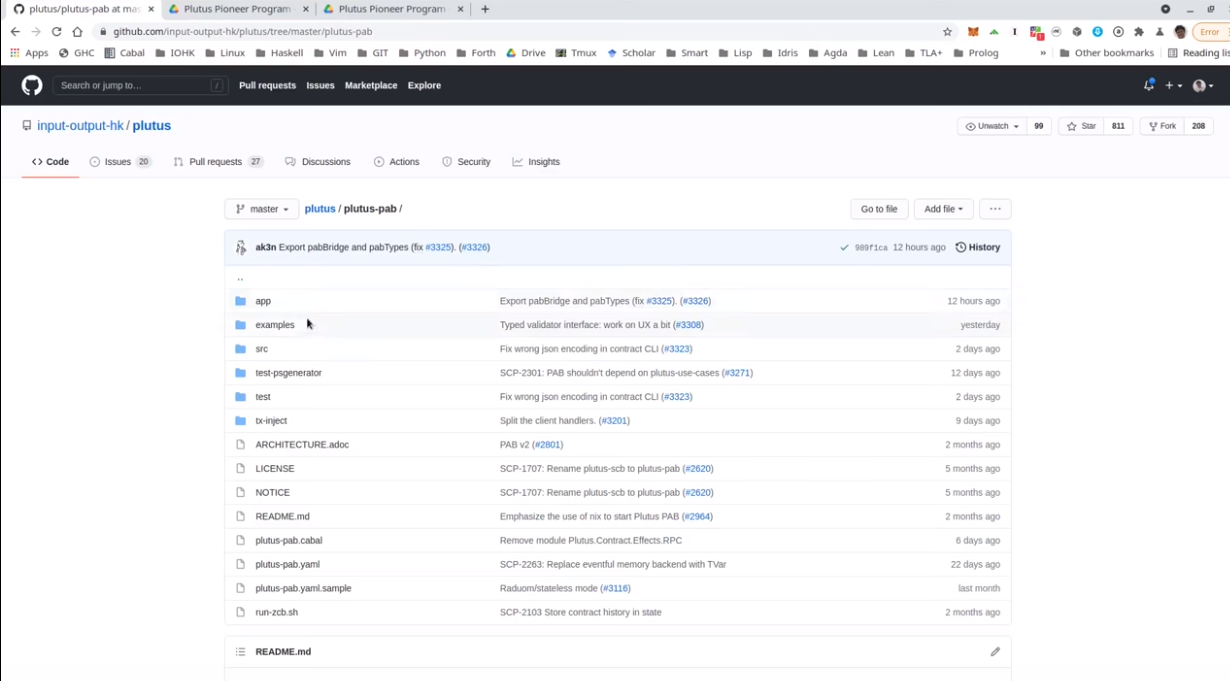 plutus/plutus-pab at mas Plutus Pioneer Program - Plutus Pioneer Program -
github.com/input-output-hk/plutus/tree/master/plutus-pab Error
Apps GHC Cabal IOHK Linux Haskell Vim GIT Python Forth Drive Tmux Scholar Smart Lisp Idris Agda Lean TLA+ Prolog » Other bookmarks Reading lis
Search or jump to… / Pull requests Issues Marketplace Explore
input-output-hk / plutus Unwatch 99 Star 811 Fork 208
<> Code Issues 20 Pull requests 27 Discussions Actions Security Insights
master plutus / plutus-pab / Go to file Add file ···
ak3n Export pabBridge and pabTypes (fix #3325). (#3326) 989f1ca 12 hours ago History
..
app Export pabBridge and pabTypes (fix #3325). (#3326) 12 hours ago
examples Typed validator interface: work on UX a bit (#3308) yesterday
src Fix wrong json encoding in contract CLI (#3323) 2 days ago
test-psgenerator SCP-2301: PAB shouldn't depend on plutus-use-cases (#3271) 12 days ago
test Fix wrong json encoding in contract CLI (#3323) 2 days ago
tx-inject Split the client handlers. (#3201) 9 days ago
ARCHITECTURE.adoc PAB v2 (#2801) 2 months ago
LICENSE SCP-1707: Rename plutus-scb to plutus-pab (#2620) 5 months ago
NOTICE SCP-1707: Rename plutus-scb to plutus-pab (#2620) 5 months ago
README.md Emphasize the use of nix to start Plutus PAB (#2964) 2 months ago
plutus-pab.cabal Remove module Plutus.Contract.Effects.RPC 6 days ago
plutus-pab.yaml SCP-2263: Replace eventful memory backend with TVar 22 days ago
plutus-pab.yaml.sample Raduom/stateless mode (#3116) last month
run-zcb.sh SCP-2103 Store contract history in state 2 months ago
README.md